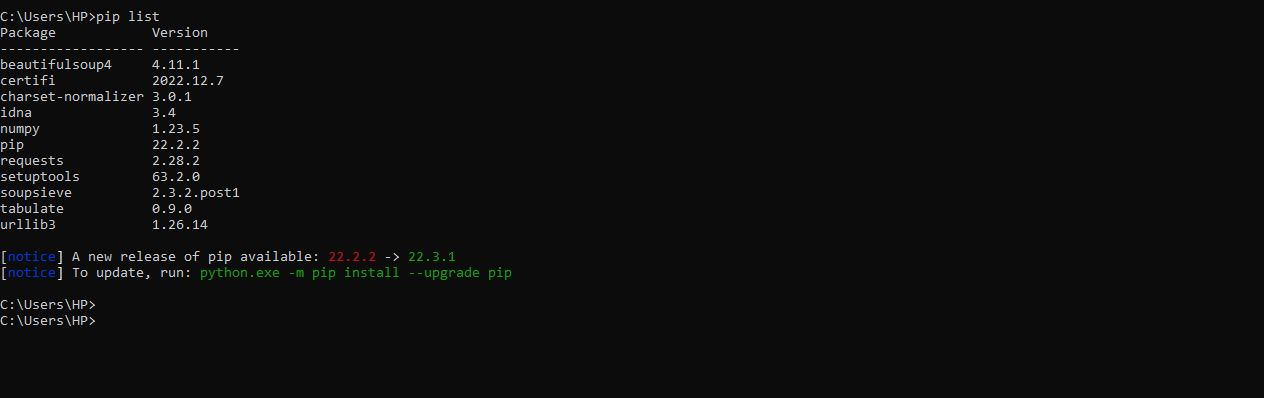 C:\Users\HP>pip list
Package            Version
------------------ -----------
beautifulsoup4     4.11.1
certifi            2022.12.7
charset-normalizer 3.0.1
idna               3.4
numpy              1.23.5
pip                22.2.2
requests           2.28.2
setuptools         63.2.0
soupsieve          2.3.2.post1
tabulate           0.9.0
urllib3            1.26.14
[notice] A new release of pip available: 22.2.2 -> 22.3.1
[notice] To update, run: python.exe -m pip install --upgrade pip
C:\Users\HP>
C:\Users\HP>